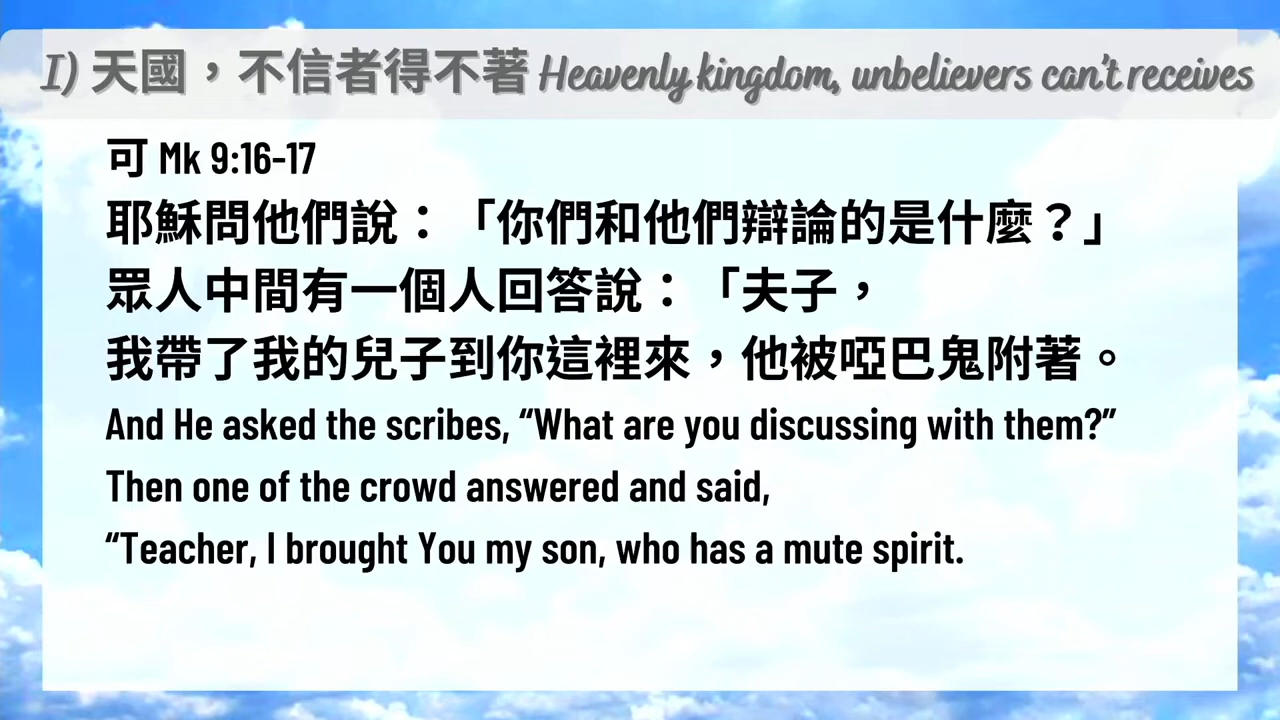 I) 天國，不信者得不著 Heavenly kingdom, unbelievers can't receives
可 Mk 9:16-17
耶穌問他們說：「你們和他們辯論的是什麼？」
眾人中間有一個人回答說：「夫子，
我帶了我的兒子到你這裡來，他被啞巴鬼附著。
And He asked the scribes, “What are you discussing with them?”
Then one of the crowd answered and said,
“Teacher, I brought You my son, who has a mute spirit.